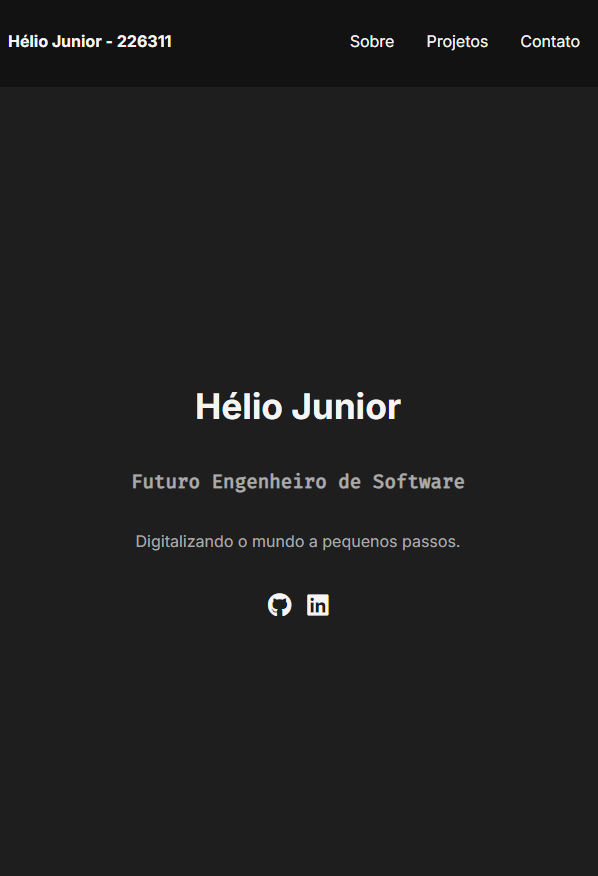 Hélio Junior - 226311 Sobre Projetos Contato
Hélio Junior
Futuro Engenheiro de Software
Digitalizando o mundo a pequenos passos.
in